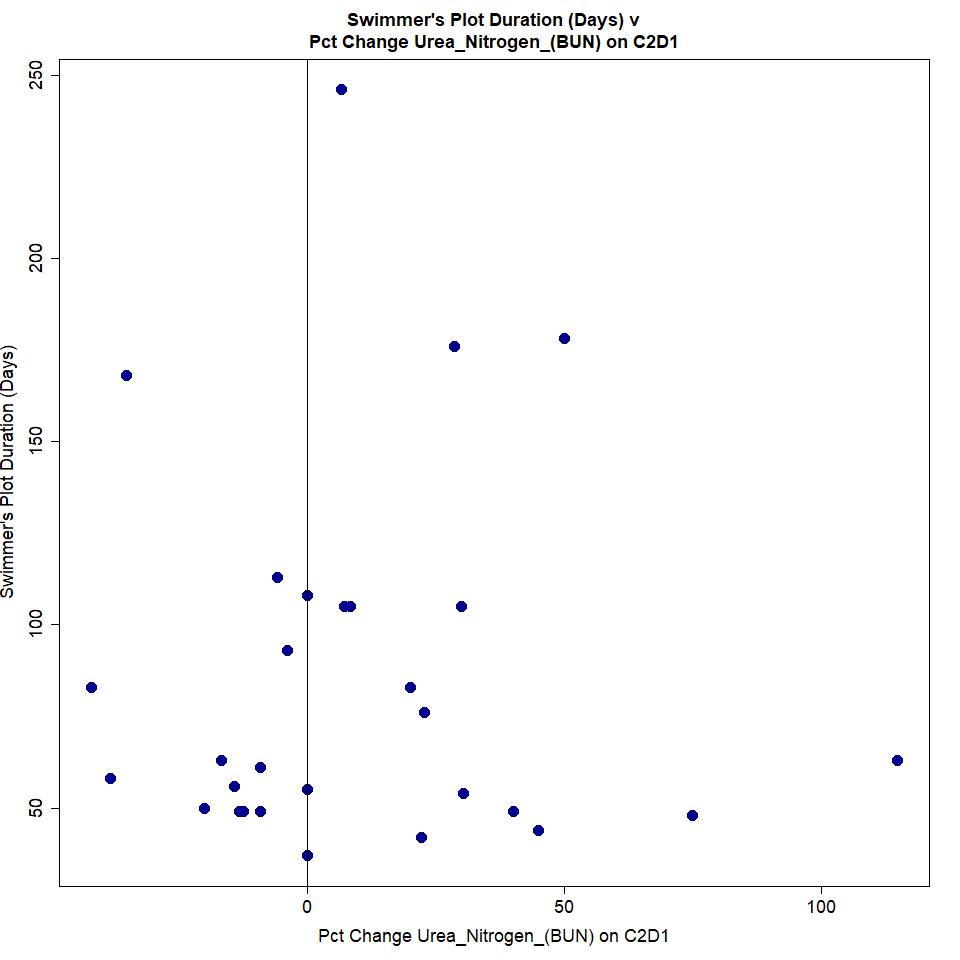 Swimmer's Plot Duration (Days) v
Pct Change Urea_Nitrogen_(BUN) on C2D1
Swimmer's Plot Duration (Days)
250
200
150
100
50
0
50
100
Pct Change Urea_Nitrogen_(BUN) on C2D1